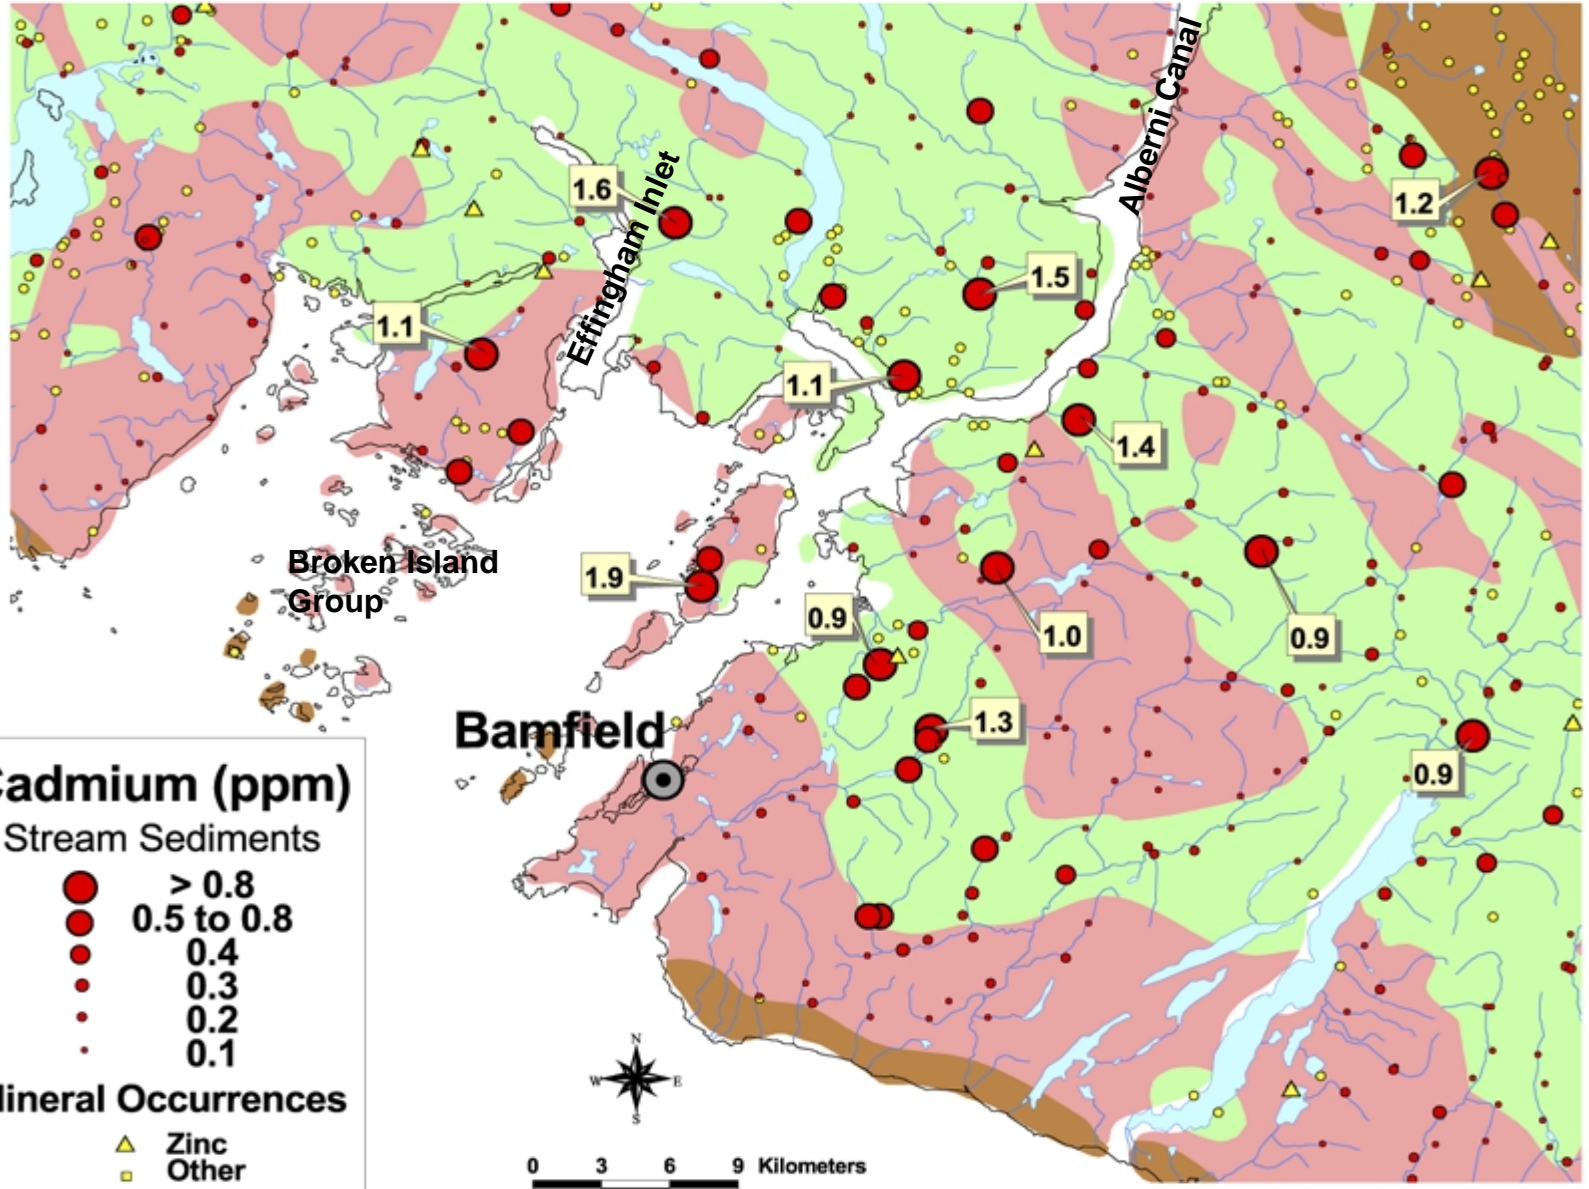 Alberni Canal
Effingham Inlet
1.6
1.2
1.5
1.1
1.1
1.4
Broken Island
Group
1.9
0.9
1.0
0.9
1.3
Bamfield
0.9
Cadmium (ppm)
Stream Sediments
> 0.8
0.5 to 0.8
0.4
0.3
0.2
0.1
Mineral Occurrences
Zinc
Other
N
W E
S
0 3 6 9 Kilometers